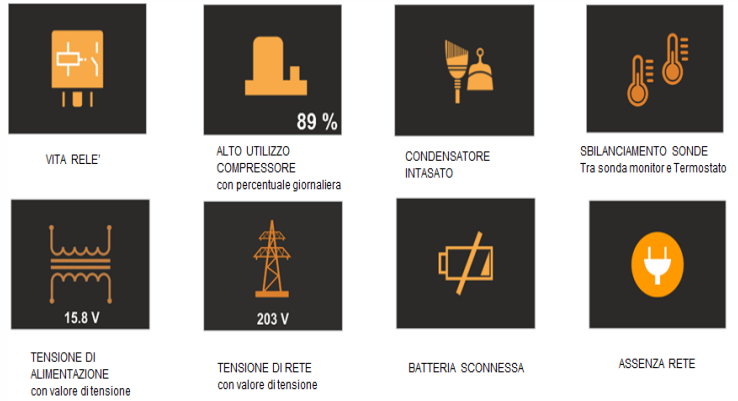 VITA RELE'
89 %
ALTO UTILIZZO
COMPRESSORE
con percentuale giornaliera
CONDENSATORE
INTASATO
SBILANCIAMENTO SONDE
Tra sonda monitor e Termostato
15.8 V
TENSIONE DI
ALIMENTAZIONE
con valore di tensione
203 V
TENSIONE DI RETE
con valore di tensione
BATTERIA SCONNESSA
ASSENZA RETE